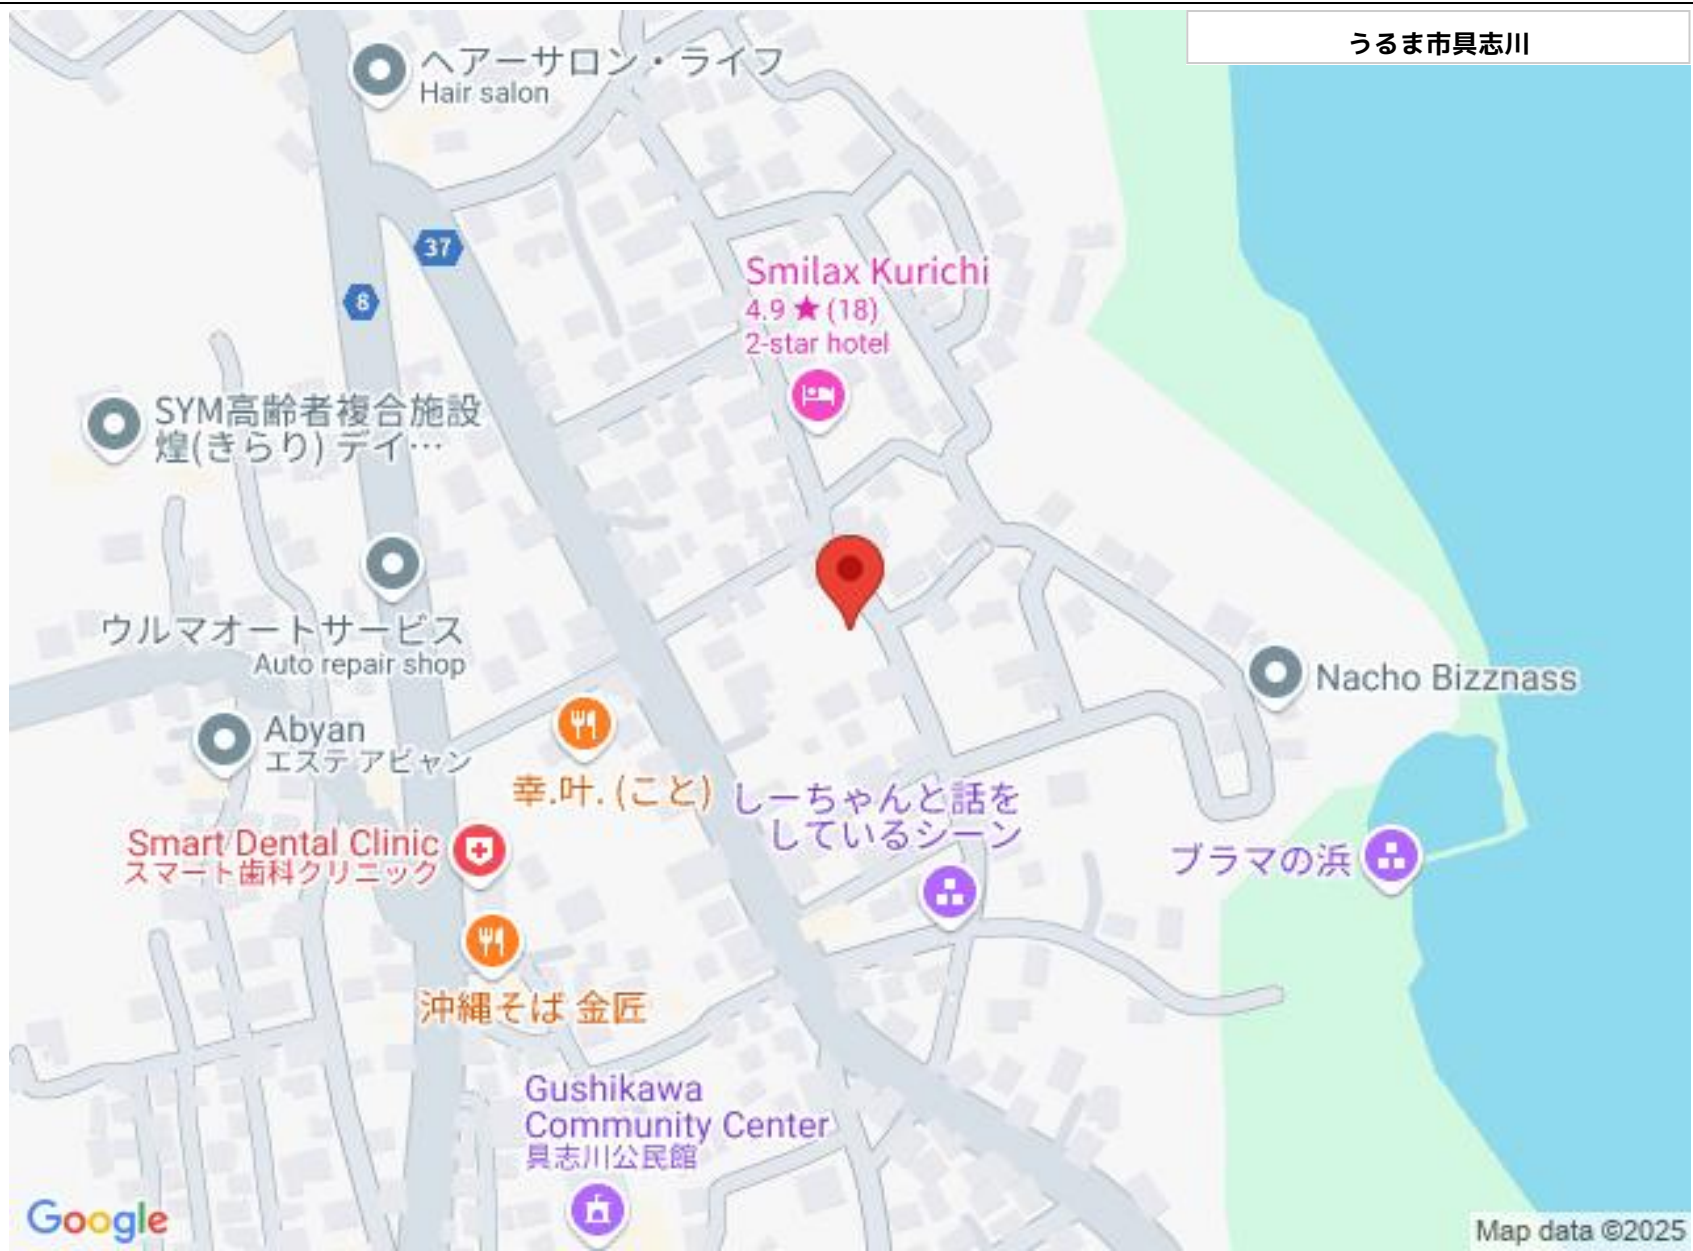 うるま市具志川
ヘアーサロン・ライフ
Hair salon
37
8
Smilax Kurichi
4.9 ★ (18)
2-star hotel
SYM高齢者複合施設
煌(きらり) デイ…
ウルマオートサービス
Auto repair shop
Nacho Bizznass
Abyan
エステ アビャン
幸.叶. (こと)
しーちゃんと話を
しているシーン
Smart Dental Clinic
スマート歯科クリニック
ブラマの浜
沖縄そば 金匠
Gushikawa
Community Center
具志川公民館
Google
Map data ©2025